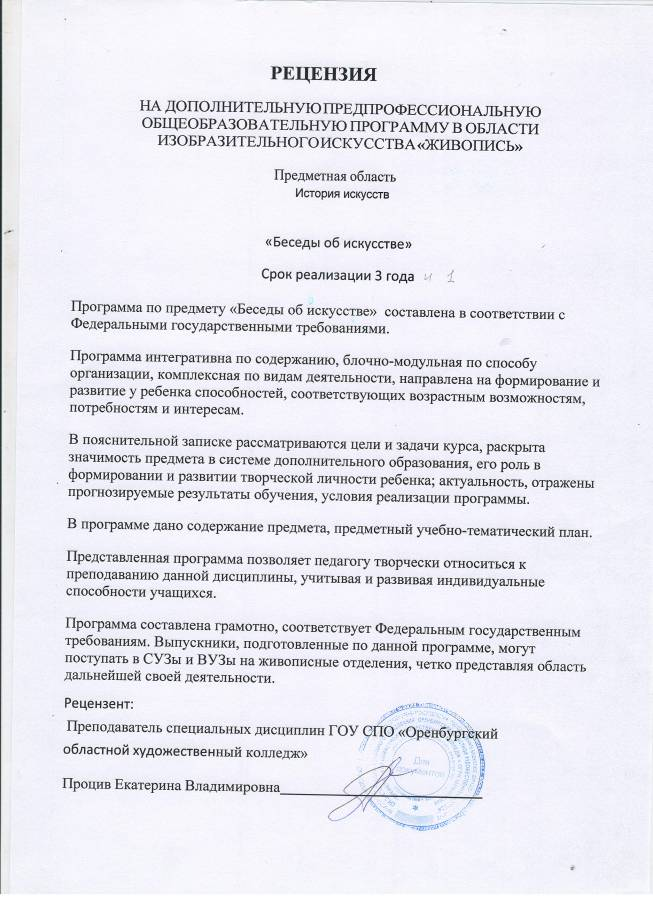 РЕЦЕНЗИЯ
НА ДОПОЛНИТЕЛЬНУЮ ПРЕДПРОФЕССИОНАЛЬНУЮ
ОБЩЕОБРАЗОВАТЕЛЬНУЮ ПРОГРАММУ В ОБЛАСТИ
ИЗОБРАЗИТЕЛЬНОГО ИСКУССТВА «ЖИВОПИСЬ»
Предметная область
История искусств
«Беседы об искусстве»
Срок реализации 3 года и 1
Программа по предмету «Беседы об искусстве» составлена в соответствии с
Федеральными государственными требованиями.
Программа интегративна по содержанию, блочно-модульная по способу
организации, комплексная по видам деятельности, направлена на формирование и
развитие у ребенка способностей, соответствующих возрастным возможностям,
потребностям и интересам.
В пояснительной записке рассматриваются цели и задачи курса, раскрыта
значимость предмета в системе дополнительного образования, его роль в
формировании и развитии творческой личности ребенка; актуальность, отражены
прогнозируемые результаты обучения, условия реализации программы.
В программе дано содержание предмета, предметный учебно-тематический план.
Представленная программа позволяет педагогу творчески относиться к
преподаванию данной дисциплины, учитывая и развивая индивидуальные
способности учащихся.
Программа составлена грамотно, соответствует Федеральным государственным
требованиям. Выпускники, подготовленные по данной программе, могут
поступать в СУЗы и ВУЗы на живописные отделения, четко представляя область
дальнейшей своей деятельности.
Рецензент:
Преподаватель специальных дисциплин ГОУ СПО «Оренбургский
областной художественный колледж»
Процив Екатерина Владимировна
Для
документов